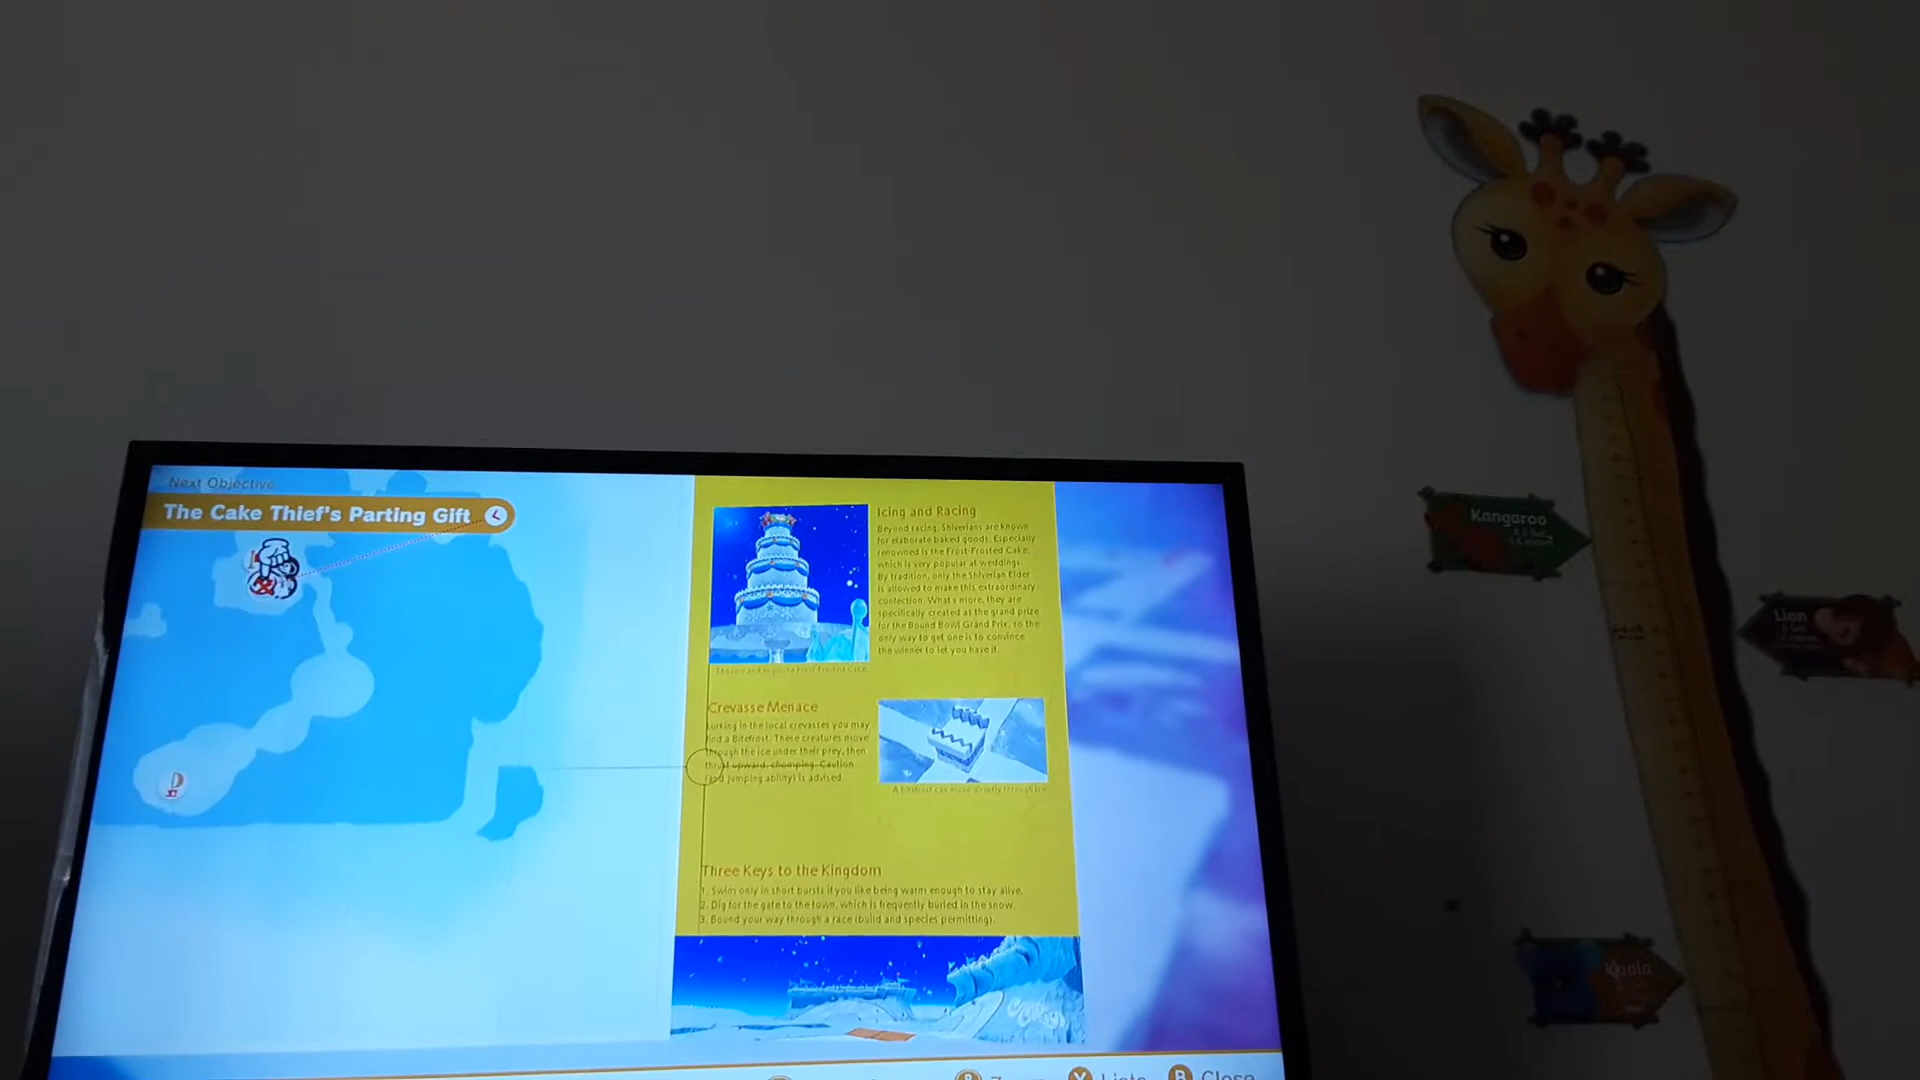 Next Objective
The Cake Thief's Parting Gift
Icing and Racing
Beyond racing, Shiverians are known
for elaborate baked goods. Especially
renowned is the Frost-Frosted Cake,
which is very popular at weddings.
By tradition, only the Shiverian Elder
is allowed to make this extraordinary
confection. What's more, they are
specifically created as the grand prize
for the Bound Bowl Grand Prix, so the
only way to get one is to convince
the winner to let you have it.
Crevasse Menace
Lurking in the local crevasses you may
find a Bitefrost. These creatures move
through the ice under their prey, then
thrust upward, chomping. Caution
(and jumping ability) is advised.
A Bitefrost can move directly through ice.
Three Keys to the Kingdom
1. Swim only in short bursts if you like being warm enough to stay alive.
2. Dig for the gate to the town, which is frequently buried in the snow.
3. Bound your way through a race (build and species permitting).
Lists
B Close
Kangaroo
Lion
Koala